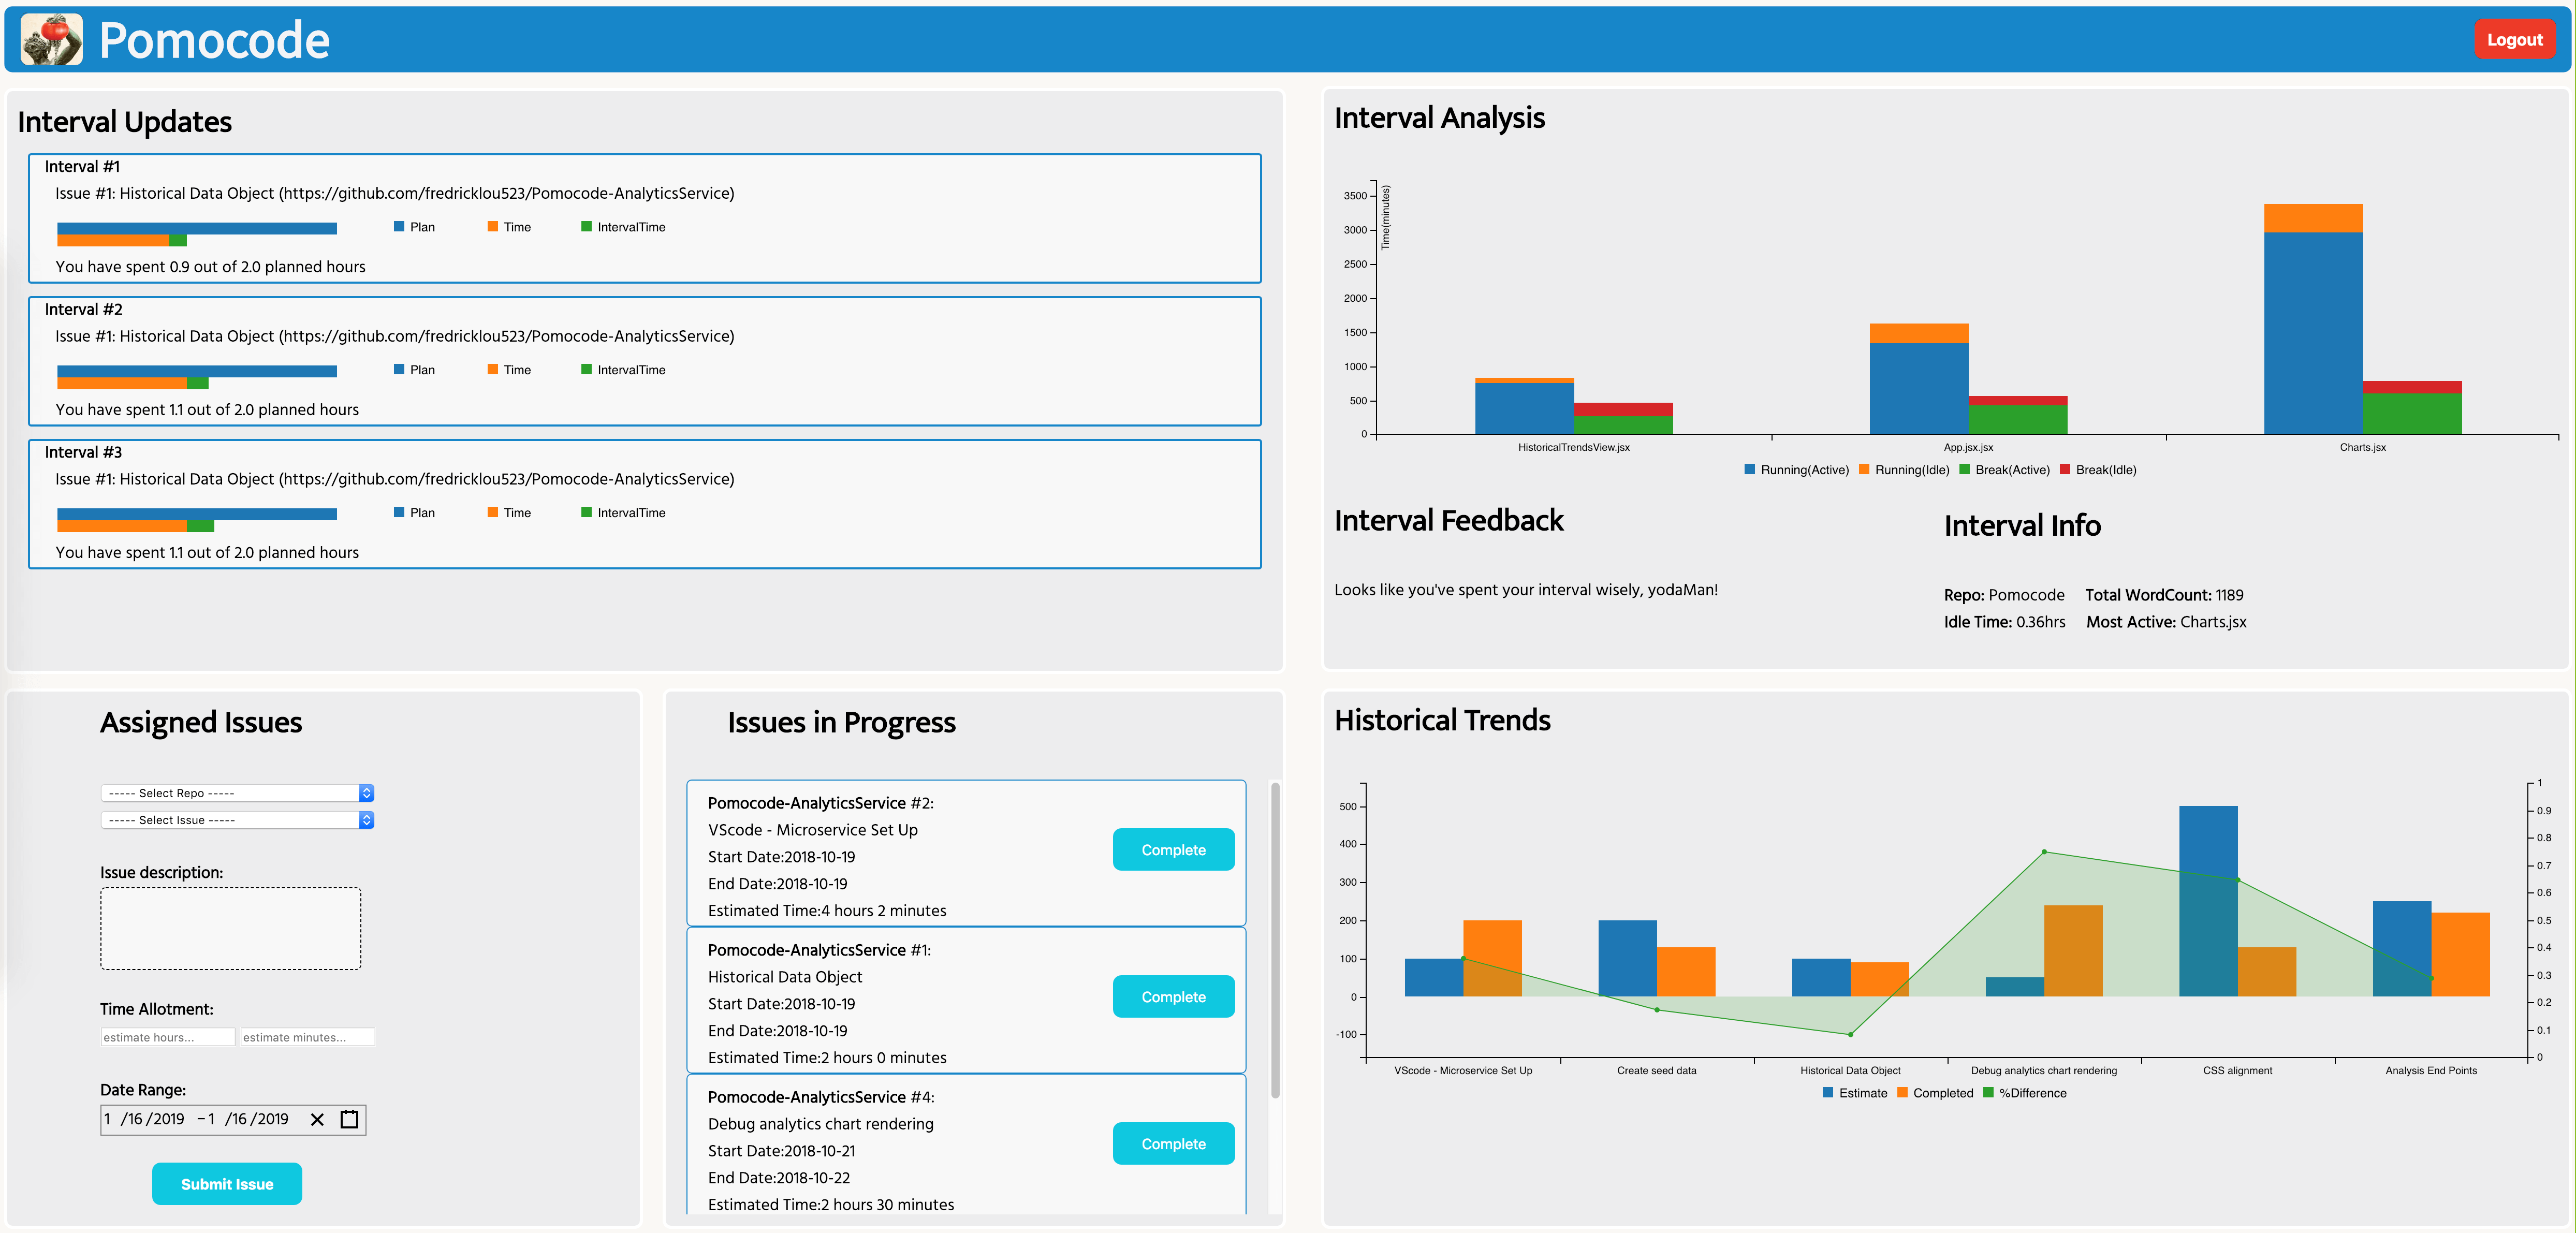 Pomocode
Logout
Interval Updates
Interval #1
Issue #1: Historical Data Object (https://github.com/fredricklou523/Pomocode-AnalyticsService)
Plan Time IntervalTime
You have spent 0.9 out of 2.0 planned hours
Interval #2
Issue #1: Historical Data Object (https://github.com/fredricklou523/Pomocode-AnalyticsService)
Plan Time IntervalTime
You have spent 1.1 out of 2.0 planned hours
Interval #3
Issue #1: Historical Data Object (https://github.com/fredricklou523/Pomocode-AnalyticsService)
Plan Time IntervalTime
You have spent 1.1 out of 2.0 planned hours
Interval Analysis
Time(minutes)
3500
3000
2500
2000
1500
1000
500
0
HistoricalTrendsView.jsx App.jsx.jsx Charts.jsx
Running(Active) Running(Idle) Break(Active) Break(Idle)
Interval Feedback
Looks like you've spent your interval wisely, yodaMan!
Interval Info
Repo: Pomocode Total WordCount: 1189
Idle Time: 0.36hrs Most Active: Charts.jsx
Assigned Issues
----- Select Repo -----
----- Select Issue -----
Issue description:
Time Allotment:
estimate hours... estimate minutes...
Date Range:
1 /16 /2019 – 1 /16 /2019
Submit Issue
Issues in Progress
Pomocode-AnalyticsService #2:
VScode - Microservice Set Up
Start Date:2018-10-19
End Date:2018-10-19
Estimated Time:4 hours 2 minutes
Complete
Pomocode-AnalyticsService #1:
Historical Data Object
Start Date:2018-10-19
End Date:2018-10-19
Estimated Time:2 hours 0 minutes
Complete
Pomocode-AnalyticsService #4:
Debug analytics chart rendering
Start Date:2018-10-21
End Date:2018-10-22
Estimated Time:2 hours 30 minutes
Complete
Historical Trends
500
400
300
200
100
0
-100
1
0.9
0.8
0.7
0.6
0.5
0.4
0.3
0.2
0.1
0
VScode - Microservice Set Up Create seed data Historical Data Object Debug analytics chart rendering CSS alignment Analysis End Points
Estimate Completed %Difference